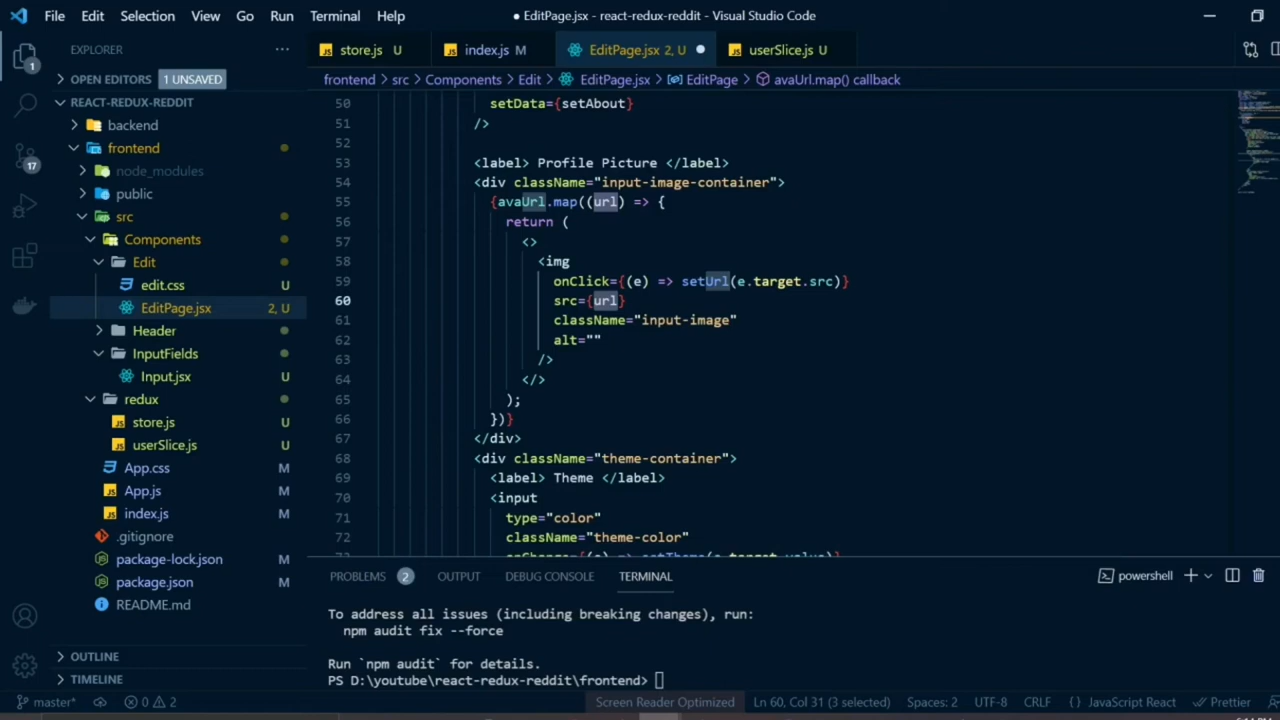 File Edit Selection View Go Run Terminal Help
● EditPage.jsx - react-redux-reddit - Visual Studio Code
EXPLORER ···
OPEN EDITORS 1 UNSAVED
REACT-REDUX-REDDIT
backend
frontend
node_modules
public
src
Components
Edit
edit.css U
EditPage.jsx 2, U
Header
InputFields
Input.jsx U
redux
store.js U
userSlice.js U
App.css M
App.js M
index.js M
.gitignore
package-lock.json M
package.json M
README.md
OUTLINE
TIMELINE
1
17
store.js U
index.js M
EditPage.jsx 2, U
userSlice.js U
frontend > src > Components > Edit > EditPage.jsx > EditPage > avaUrl.map() callback
50 setData={setAbout}
51 />
52
53 <label> Profile Picture </label>
54 <div className="input-image-container">
55 {avaUrl.map((url) => {
56 return (
57 <>
58 <img
59 onClick={(e) => setUrl(e.target.src)}
60 src={url}
61 className="input-image"
62 alt=""
63 />
64 </>
65 );
66 })}
67 </div>
68 <div className="theme-container">
69 <label> Theme </label>
70 <input
71 type="color"
72 className="theme-color"
onChange={(e) => setTheme(e.target.value)}
PROBLEMS 2 OUTPUT DEBUG CONSOLE TERMINAL
powershell
To address all issues (including breaking changes), run:
npm audit fix --force
Run `npm audit` for details.
PS D:\youtube\react-redux-reddit\frontend>
master* 0 2
Screen Reader Optimized Ln 60, Col 31 (3 selected) Spaces: 2 UTF-8 CRLF {} JavaScript React Prettier